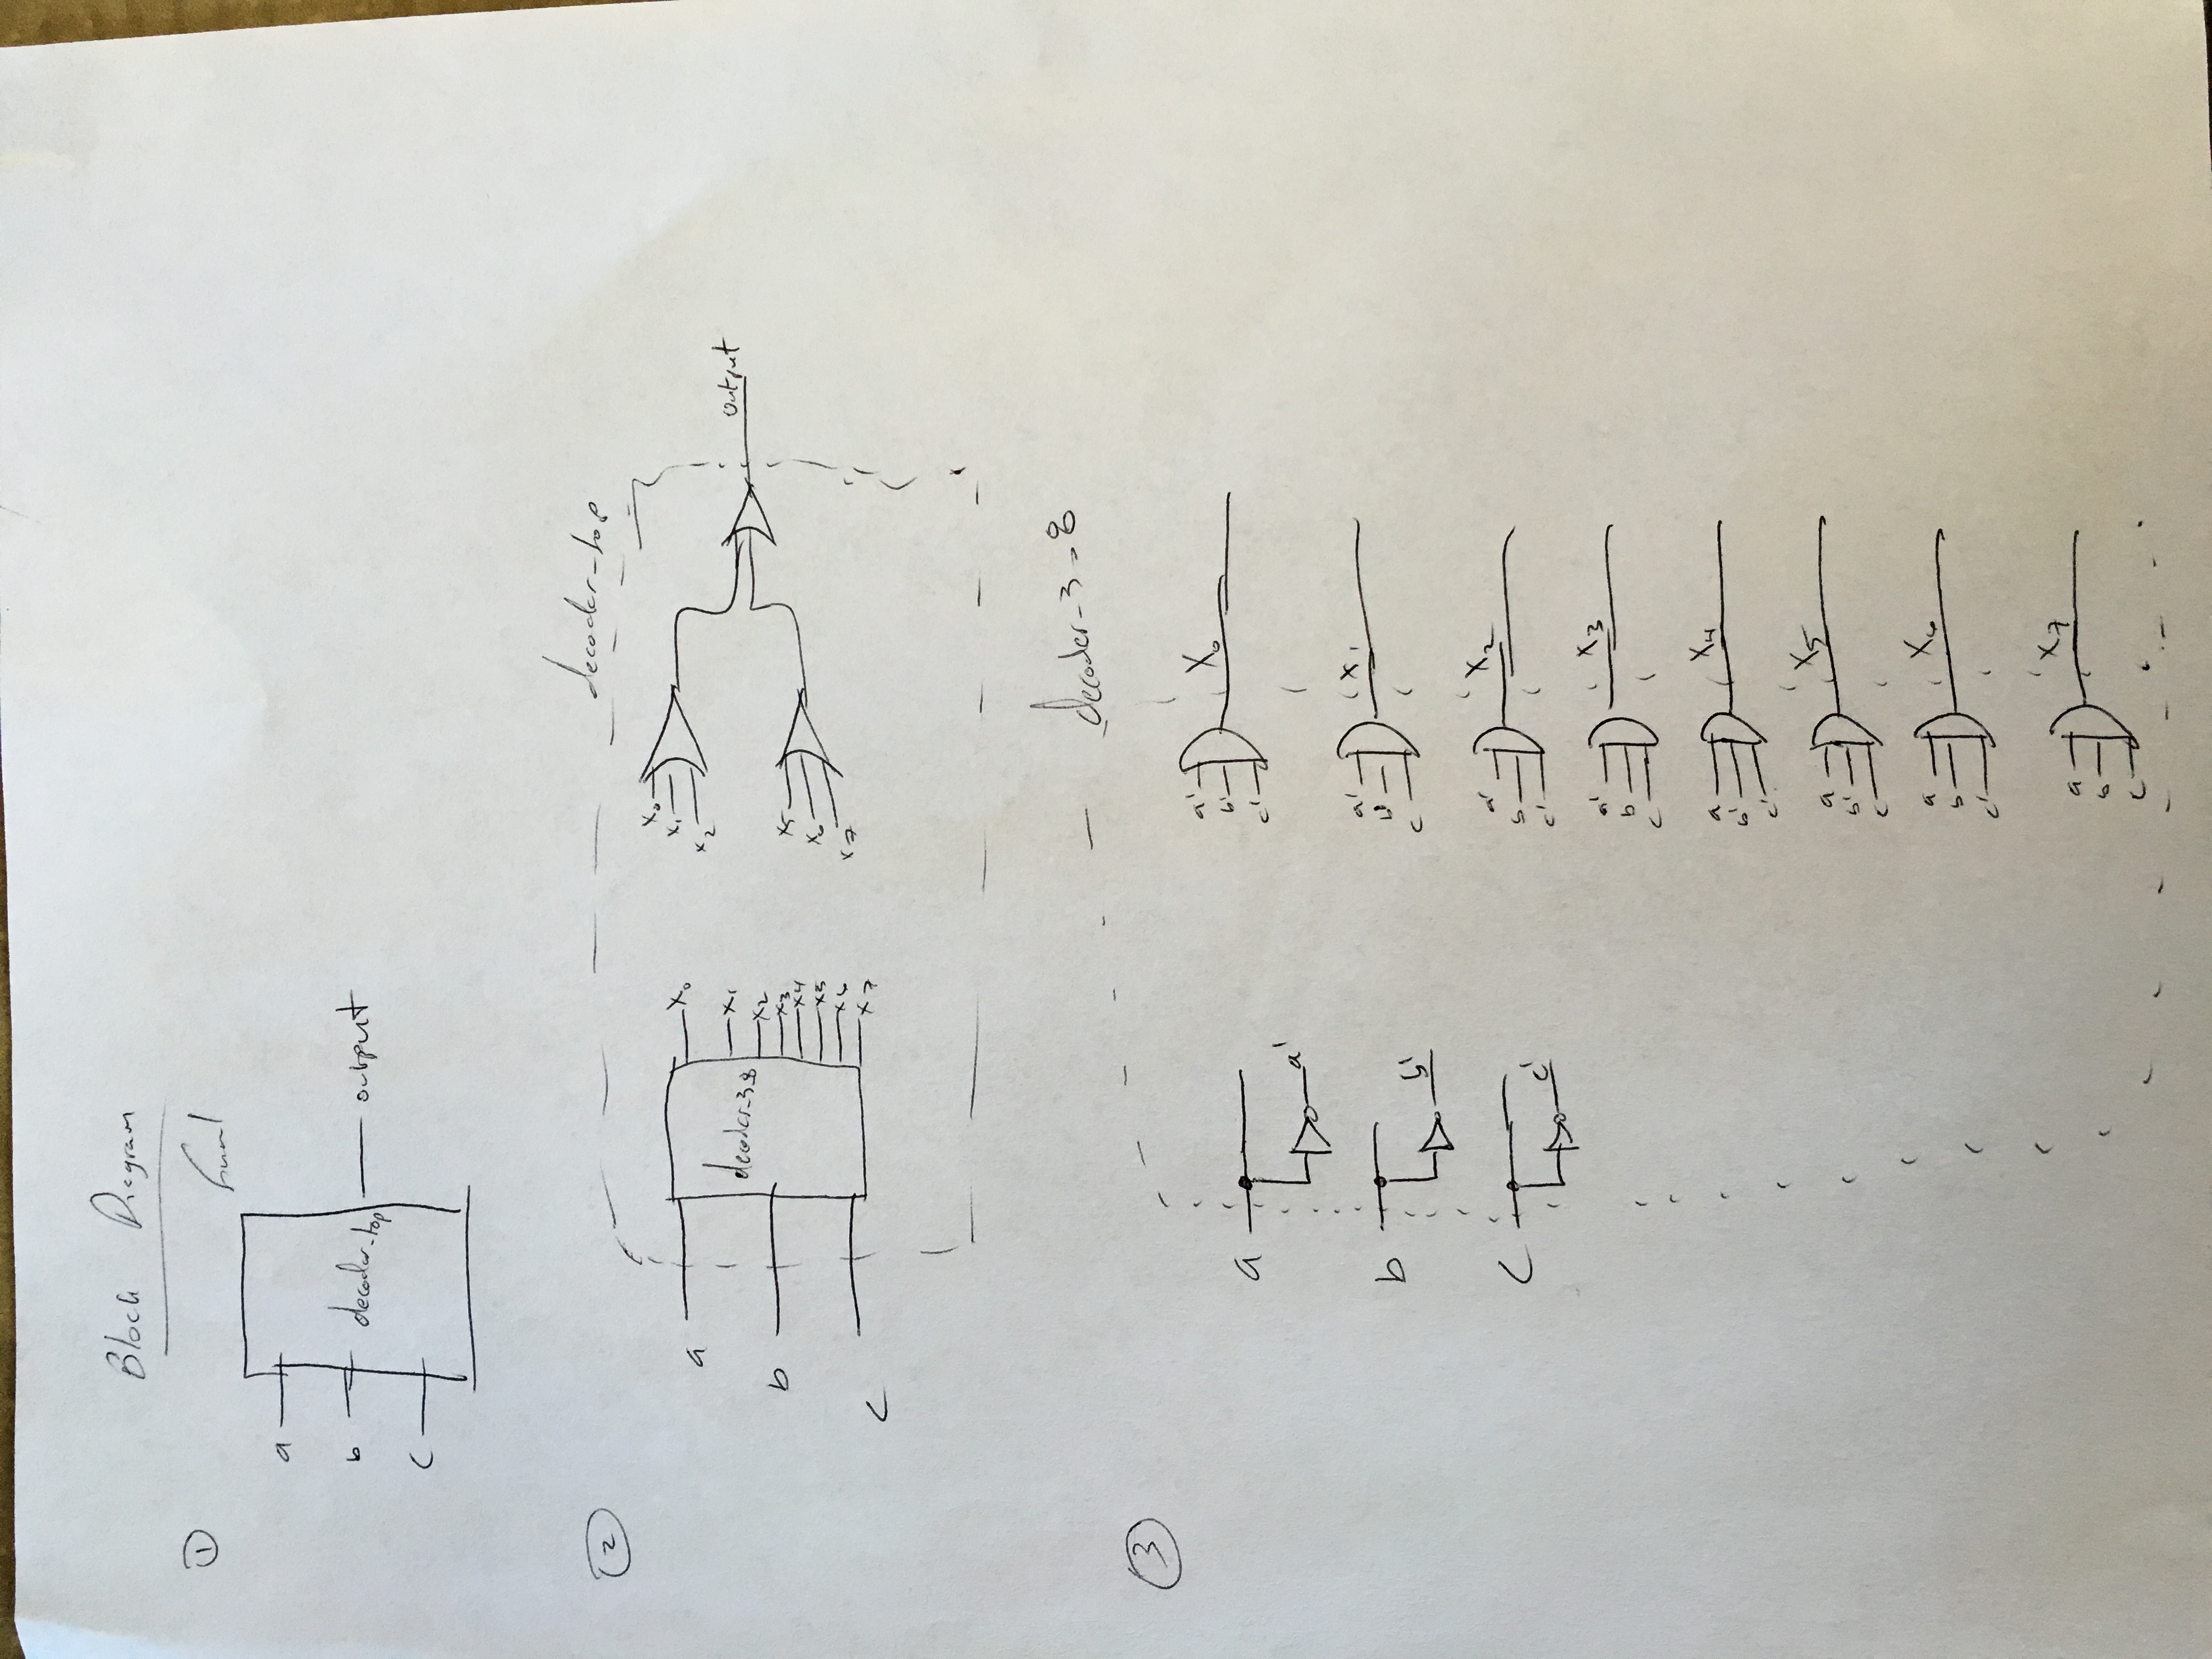 Block Diagram
1
Final
a
b
decoder_top
output
c
2
decoder_top
a
b
c
decoder_3_8
x0
x1
x2
x3
x4
x5
x6
x7
x0
x1
x2
x5
x6
x7
output
decoder_3_8
3
a
a'
b
b'
c
c'
a'
b'
c'
X0
a'
b'
c
X1
a'
b
c'
X2
a'
b
c
X3
a
b'
c'
X4
a
b'
c
X5
a
b
c'
X6
a
b
c
X7